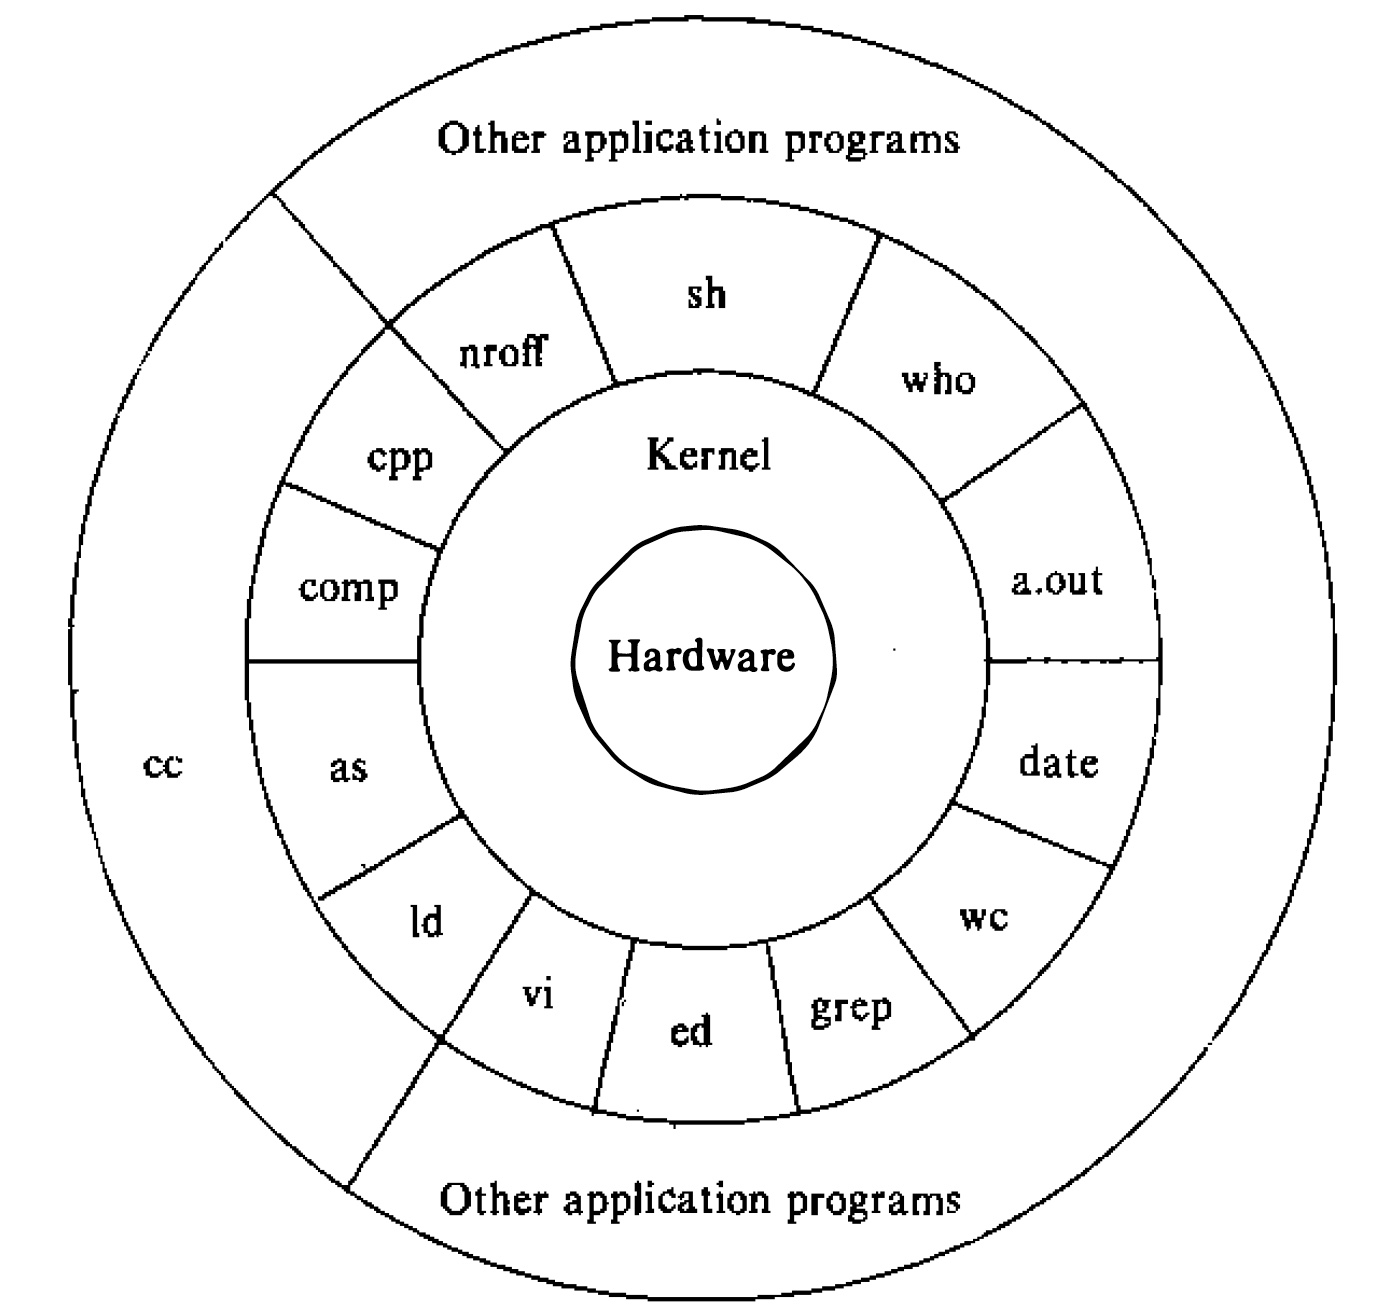 Other application programs
sh
nroff
who
cpp
Kernel
comp
a.out
Hardware
cc
as
date
ld
wc
vi
grep
ed
Other application programs